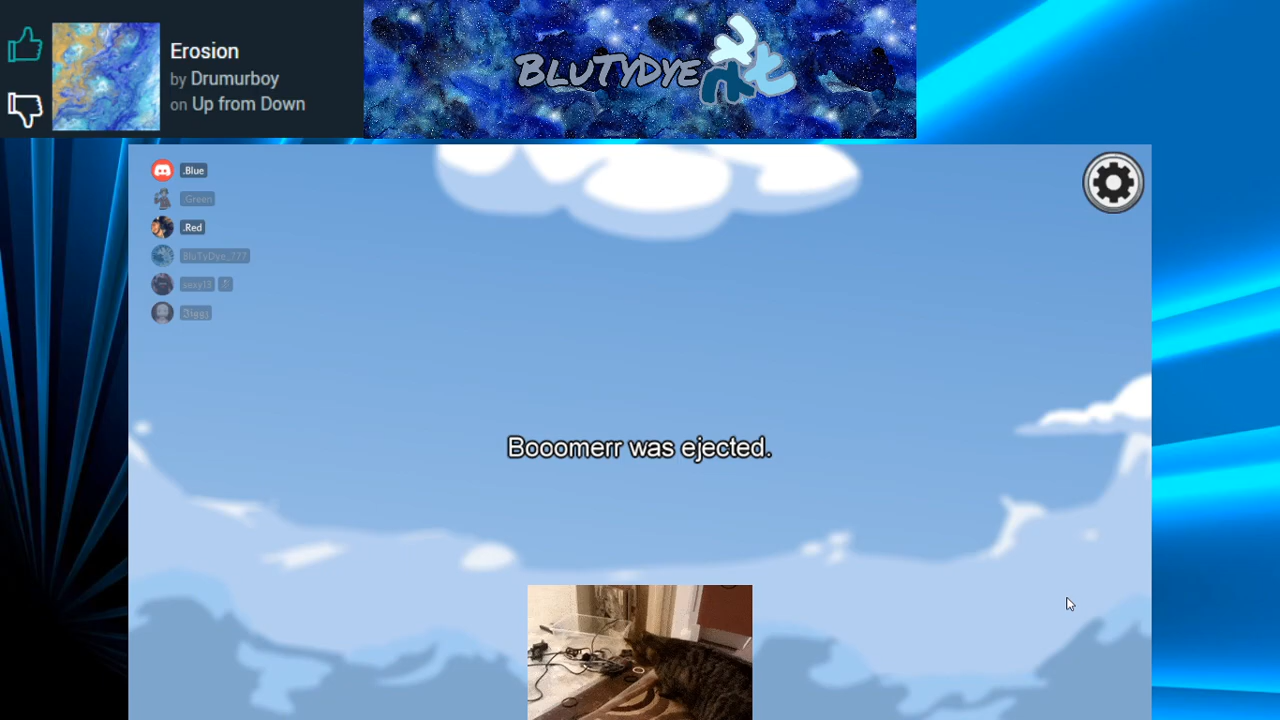 Erosion
by Drumurboy
on Up from Down
BLUTYDYE
.Blue
.Green
.Red
BluTyDye_777
Booomerr was ejected.